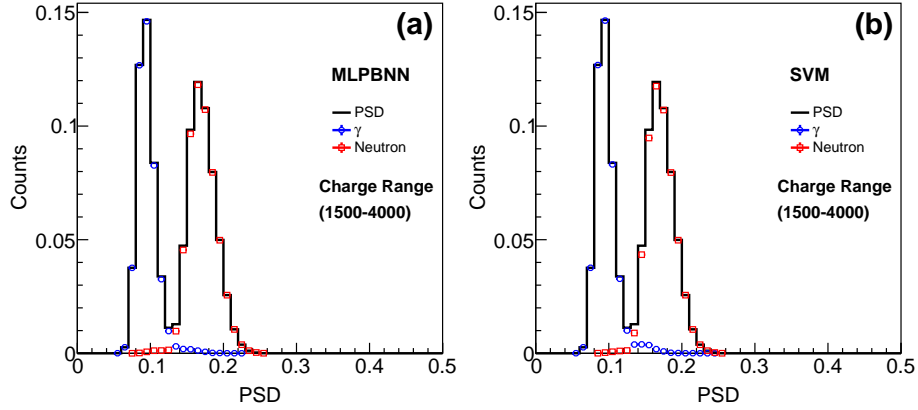 0.15
(a)
MLPBNN
PSD
γ
Neutron
Charge Range
(1500-4000)
0.1
0.05
0
Counts
0 0.1 0.2 0.3 0.4 0.5
PSD
0.15
(b)
SVM
PSD
γ
Neutron
Charge Range
(1500-4000)
0.1
0.05
0
Counts
0 0.1 0.2 0.3 0.4 0.5
PSD